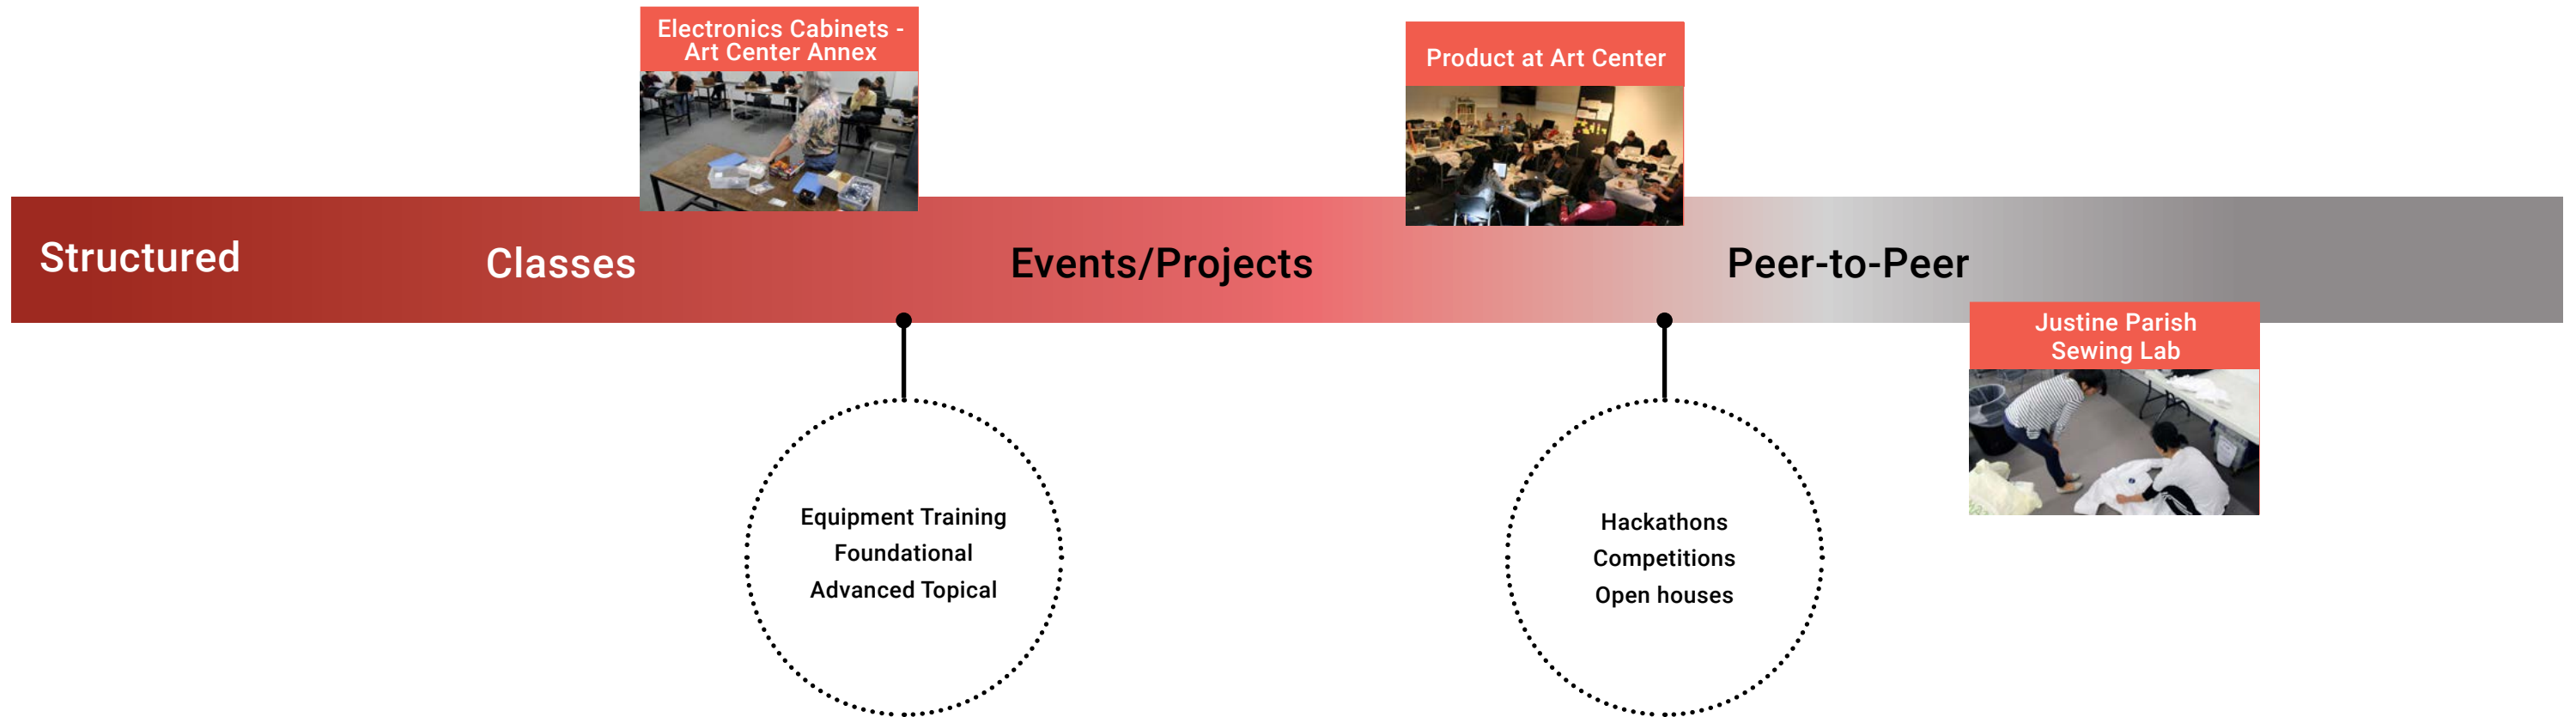 Electronics Cabinets -
Art Center Annex
Product at Art Center
Structured
Classes
Events/Projects
Peer-to-Peer
Justine Parish
Sewing Lab
Equipment Training
Foundational
Advanced Topical
Hackathons
Competitions
Open houses